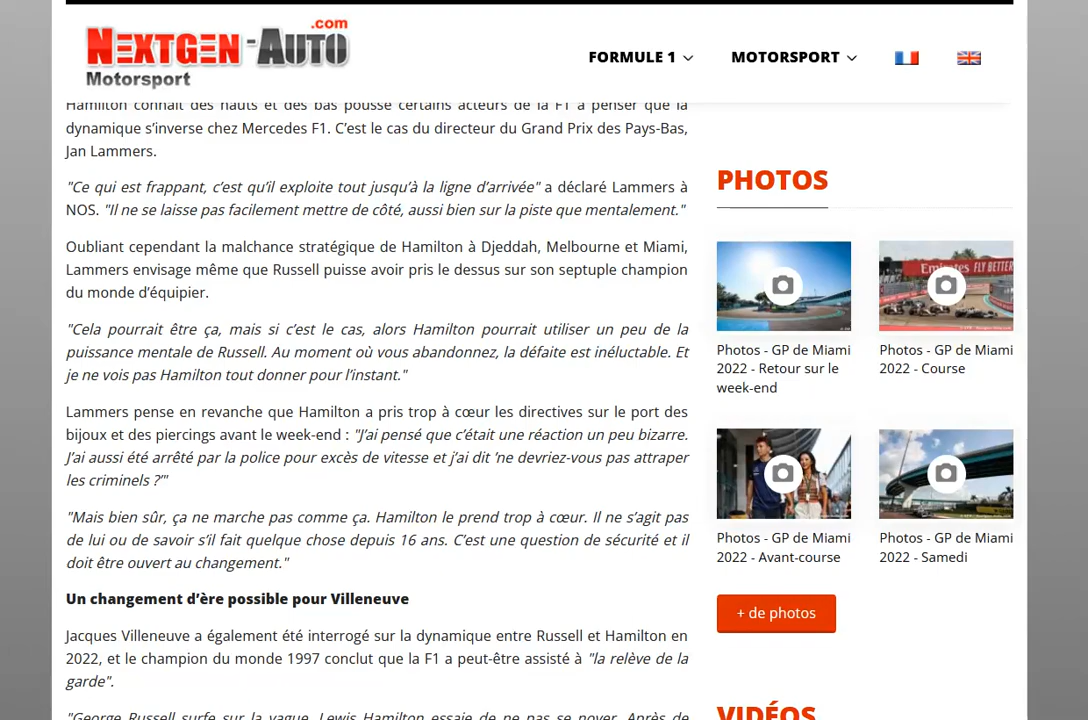 NEXTGEN-AUTO .com
Motorsport
FORMULE 1
MOTORSPORT
Hamilton connaît des hauts et des bas pousse certains acteurs de la F1 à penser que la
dynamique s’inverse chez Mercedes F1. C’est le cas du directeur du Grand Prix des Pays-Bas,
Jan Lammers.
"Ce qui est frappant, c’est qu’il exploite tout jusqu’à la ligne d’arrivée" a déclaré Lammers à
NOS. "Il ne se laisse pas facilement mettre de côté, aussi bien sur la piste que mentalement."
Oubliant cependant la malchance stratégique de Hamilton à Djeddah, Melbourne et Miami,
Lammers envisage même que Russell puisse avoir pris le dessus sur son septuple champion
du monde d’équipier.
"Cela pourrait être ça, mais si c’est le cas, alors Hamilton pourrait utiliser un peu de la
puissance mentale de Russell. Au moment où vous abandonnez, la défaite est inéluctable. Et
je ne vois pas Hamilton tout donner pour l’instant."
Lammers pense en revanche que Hamilton a pris trop à cœur les directives sur le port des
bijoux et des piercings avant le week-end : "J’ai pensé que c’était une réaction un peu bizarre.
J’ai aussi été arrêté par la police pour excès de vitesse et j’ai dit ’ne devriez-vous pas attraper
les criminels ?’"
"Mais bien sûr, ça ne marche pas comme ça. Hamilton le prend trop à cœur. Il ne s’agit pas
de lui ou de savoir s’il fait quelque chose depuis 16 ans. C’est une question de sécurité et il
doit être ouvert au changement."
Un changement d’ère possible pour Villeneuve
Jacques Villeneuve a également été interrogé sur la dynamique entre Russell et Hamilton en
2022, et le champion du monde 1997 conclut que la F1 a peut-être assisté à "la relève de la
garde".
"George Russell surfe sur la vague, Lewis Hamilton essaie de ne pas se noyer. Après de
PHOTOS
Emirates FLY BETTER
Photos - GP de Miami
2022 - Retour sur le
week-end
Photos - GP de Miami
2022 - Course
Photos - GP de Miami
2022 - Avant-course
Photos - GP de Miami
2022 - Samedi
+ de photos
VIDÉOS